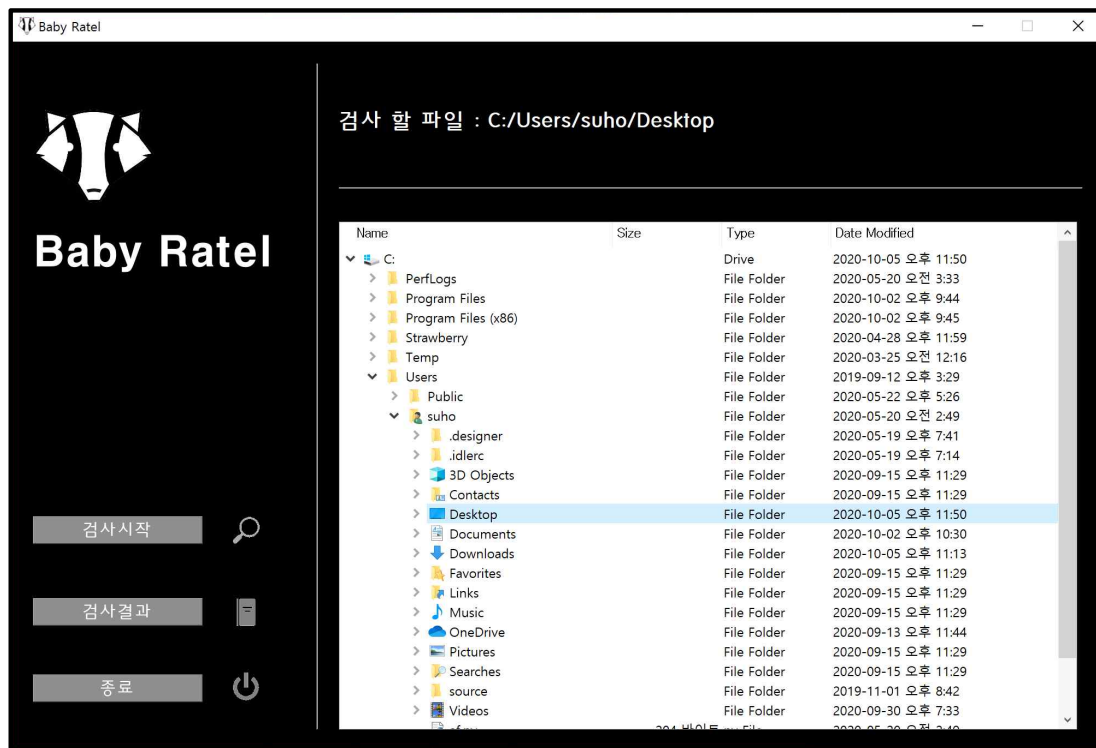 Baby Ratel
Baby Ratel
검사 할 파일 : C:/Users/suho/Desktop
검사시작
검사결과
종료
Name Size Type Date Modified
C: Drive 2020-10-05 오후 11:50
PerfLogs File Folder 2020-05-20 오전 3:33
Program Files File Folder 2020-10-02 오후 9:44
Program Files (x86) File Folder 2020-10-02 오후 9:45
Strawberry File Folder 2020-04-28 오후 11:59
Temp File Folder 2020-03-25 오전 12:16
Users File Folder 2019-09-12 오후 3:29
Public File Folder 2020-05-22 오후 5:26
suho File Folder 2020-05-20 오전 2:49
.designer File Folder 2020-05-19 오후 7:41
.idlerc File Folder 2020-05-19 오후 7:14
3D Objects File Folder 2020-09-15 오후 11:29
Contacts File Folder 2020-09-15 오후 11:29
Desktop File Folder 2020-10-05 오후 11:50
Documents File Folder 2020-10-02 오후 10:30
Downloads File Folder 2020-10-05 오후 11:13
Favorites File Folder 2020-09-15 오후 11:29
Links File Folder 2020-09-15 오후 11:29
Music File Folder 2020-09-15 오후 11:29
OneDrive File Folder 2020-09-13 오후 11:44
Pictures File Folder 2020-09-15 오후 11:29
Searches File Folder 2020-09-15 오후 11:29
source File Folder 2019-11-01 오후 8:42
Videos File Folder 2020-09-30 오후 7:33